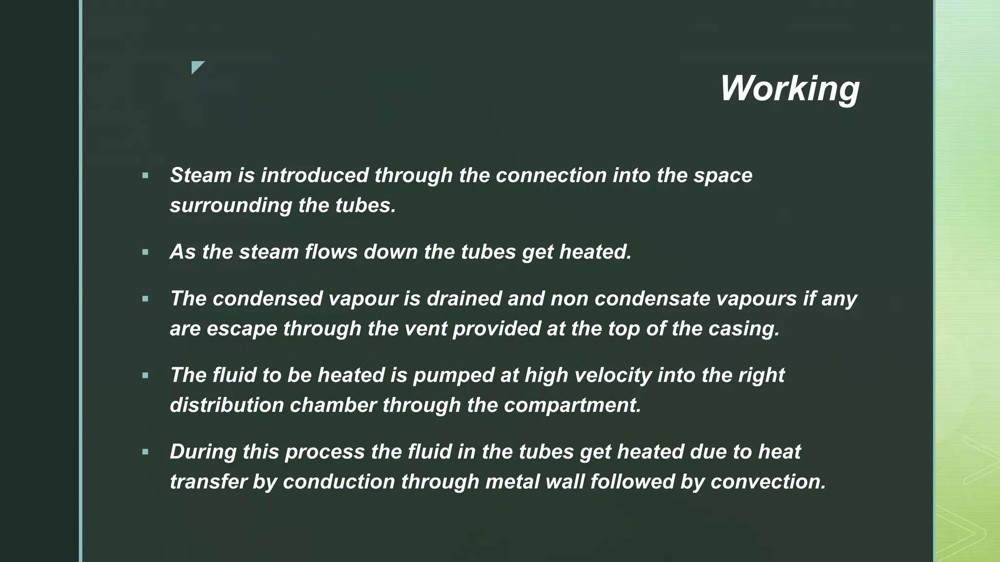 Working
Steam is introduced through the connection into the space
surrounding the tubes.
As the steam flows down the tubes get heated.
The condensed vapour is drained and non condensate vapours if any
are escape through the vent provided at the top of the casing.
The fluid to be heated is pumped at high velocity into the right
distribution chamber through the compartment.
During this process the fluid in the tubes get heated due to heat
transfer by conduction through metal wall followed by convection.